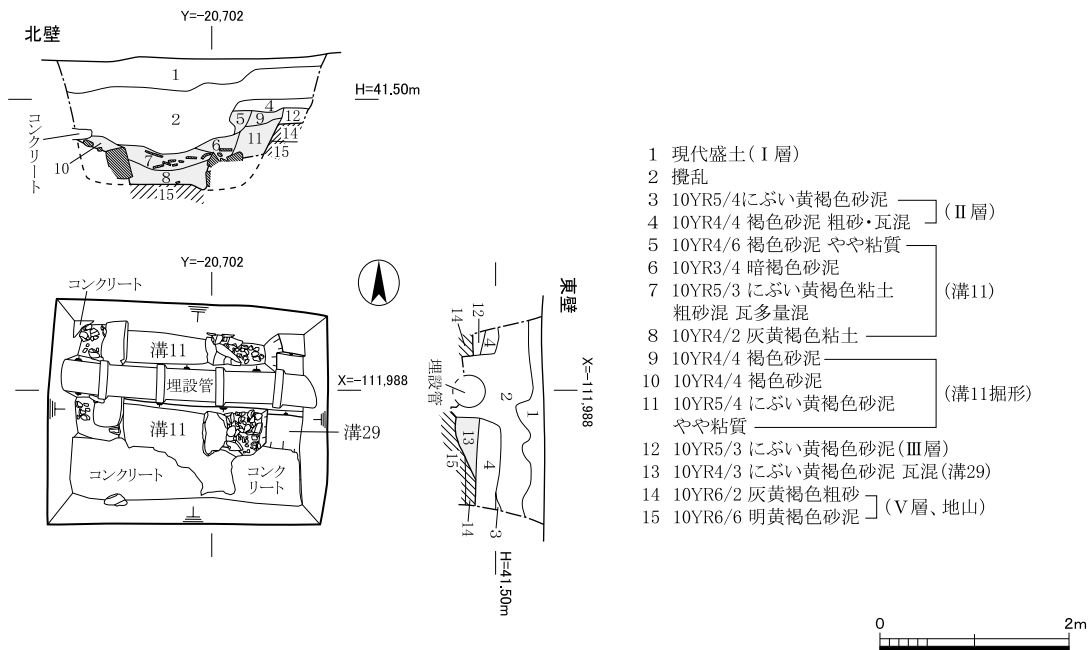 北壁
Y=-20,702
1
H=41.50m
2
4
5
9
12
14
15
6
11
7
8
10
15
コンクリート
Y=-20,702
コンクリート
溝11
埋設管
X=-111,988
溝11
溝29
コンクリート
コンク
リート
東壁
12
14
4
埋設管
2
1
X=-111,988
13
15
4
14
3
H=41.50m
1 現代盛土(Ⅰ層)
2 攪乱
3 10YR5/4にぶい黄褐色砂泥
4 10YR4/4 褐色砂泥 粗砂・瓦混
(Ⅱ層)
5 10YR4/6 褐色砂泥 やや粘質
6 10YR3/4 暗褐色砂泥
7 10YR5/3 にぶい黄褐色粘土
粗砂混 瓦多量混
8 10YR4/2 灰黄褐色粘土
(溝11)
9 10YR4/4 褐色砂泥
10 10YR4/4 褐色砂泥
11 10YR5/4 にぶい黄褐色砂泥
やや粘質
(溝11掘形)
12 10YR5/3 にぶい黄褐色砂泥(Ⅲ層)
13 10YR4/3 にぶい黄褐色砂泥 瓦混(溝29)
14 10YR6/2 灰黄褐色粗砂
15 10YR6/6 明黄褐色砂泥
(Ⅴ層、地山)
0
2m